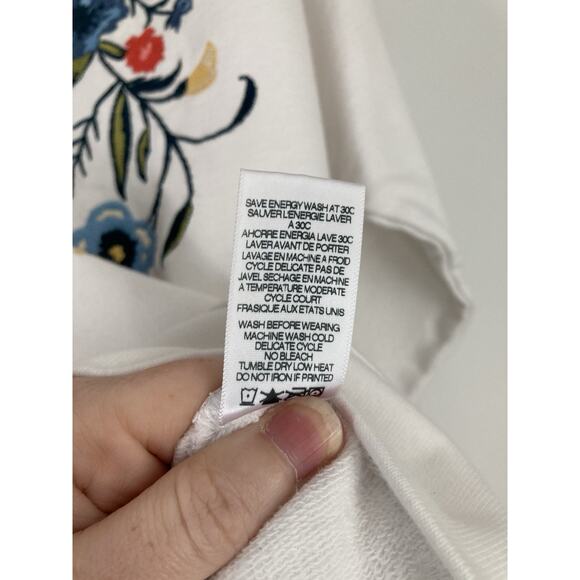 SAVE ENERGY WASH AT 30C
SAUVER L'ENERGIE LAVER
A 30C
AHORRE ENERGIA LAVE 30C
LAVER AVANT DE PORTER
LAVAGE EN MACHINE A FROID
CYCLE DELICATE PAS DE
JAVEL SECHAGE EN MACHINE
A TEMPERATURE MODERATE
CYCLE COURT
FRASIQUE AUX ETATS UNIS
WASH BEFORE WEARING
MACHINE WASH COLD
DELICATE CYCLE
NO BLEACH
TUMBLE DRY LOW HEAT
DO NOT IRON IF PRINTED